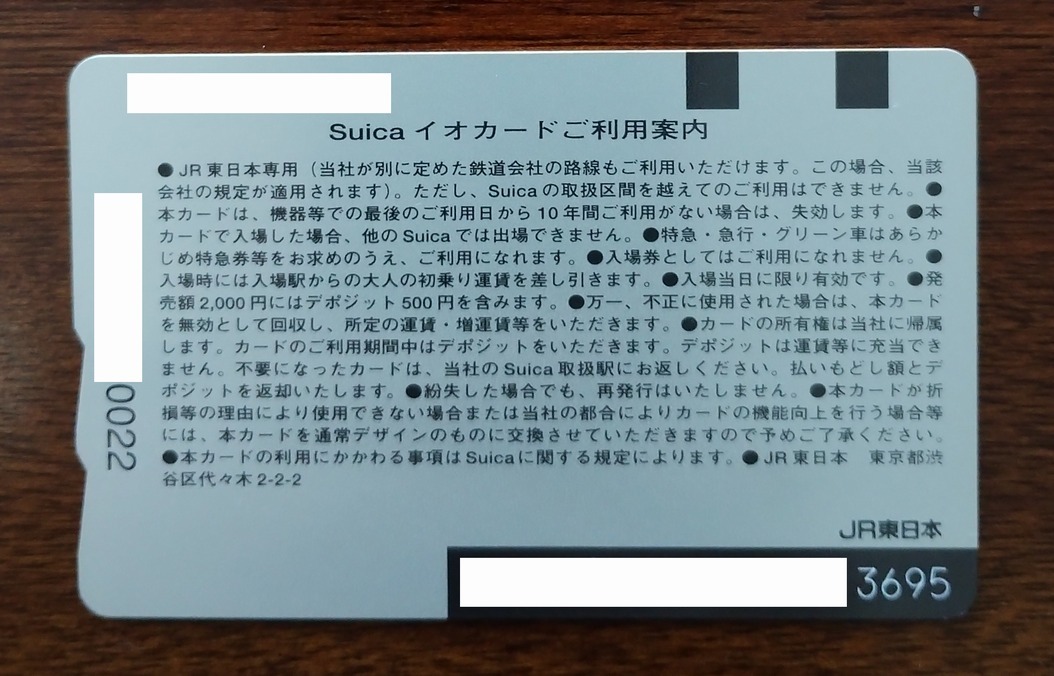 Suica イオカードご利用案内
●JR東日本専用（当社が別に定めた鉄道会社の路線もご利用いただけます。この場合、当該
会社の規定が適用されます）。ただし、Suicaの取扱区間を越えてのご利用はできません。●
本カードは、機器等での最後のご利用日から10年間ご利用がない場合は、失効します。●本
カードで入場した場合、他のSuicaでは出場できません。●特急・急行・グリーン車はあらか
じめ特急券等をお求めのうえ、ご利用になれます。●入場券としてはご利用になれません。●
入場時には入場駅からの大人の初乗り運賃を差し引きます。●入場当日に限り有効です。●発
売額2,000円にはデポジット500円を含みます。●万一、不正に使用された場合は、本カード
を無効として回収し、所定の運賃・増運賃等をいただきます。●カードの所有権は当社に帰属
します。カードのご利用期間中はデポジットをいただきます。デポジットは運賃等に充当でき
ません。不要になったカードは、当社のSuica取扱駅にお返しください。払いもどし額とデ
ポジットを返却いたします。●紛失した場合でも、再発行はいたしません。●本カードが折
損等の理由により使用できない場合または当社の都合によりカードの機能向上を行う場合等
には、本カードを通常デザインのものに交換させていただきますので予めご了承ください。
●本カードの利用にかかわる事項はSuicaに関する規定によります。●JR東日本　東京都渋
谷区代々木2-2-2
0022
JR東日本
3695